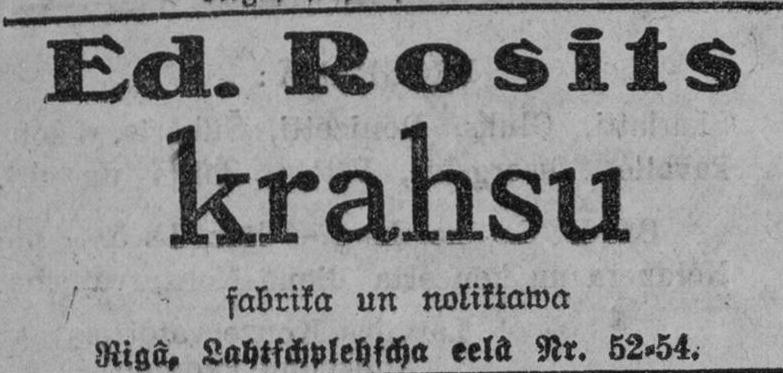 Ed. Rosits
krahsu
fabrika un noliktawa
Rigâ, Lahtschplehscha eelâ Nr. 52-54.